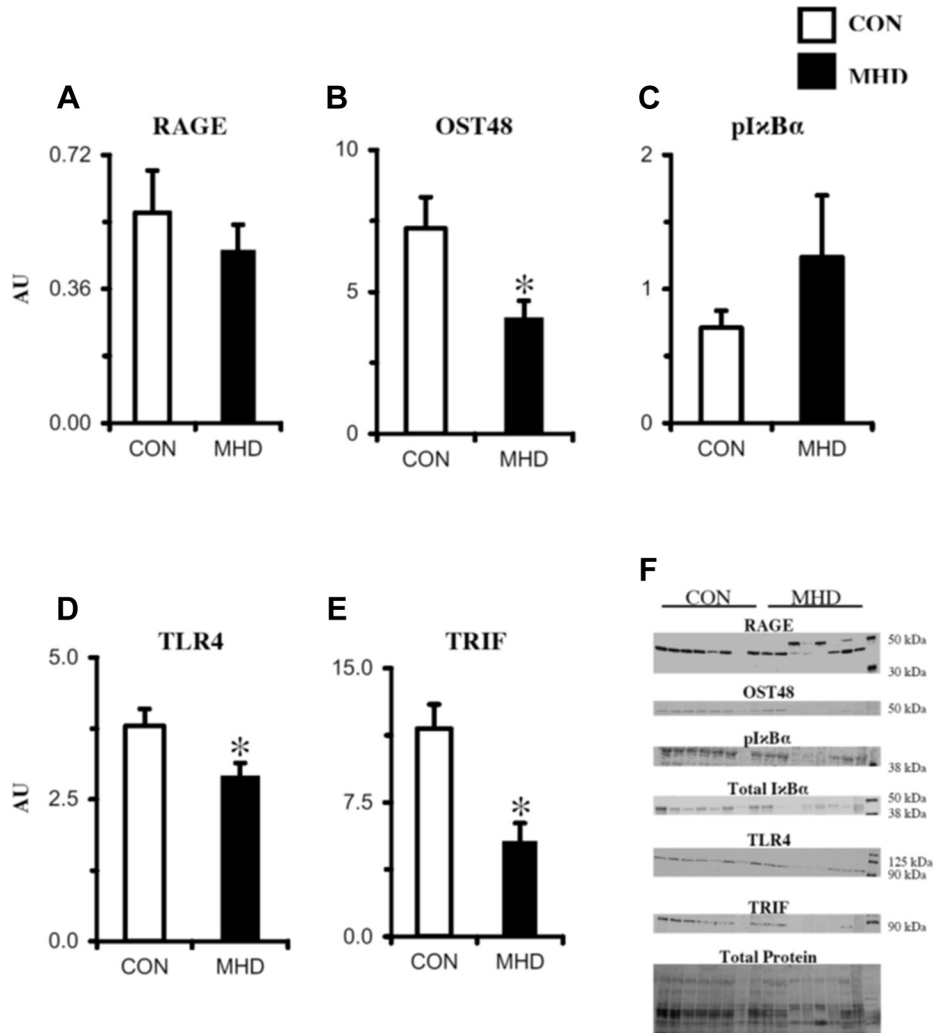 CON
MHD
A
RAGE
0.72
0.36
0.00
AU
CON
MHD
B
OST48
10
5
0
*
CON
MHD
C
pIϰBα
2
1
0
CON
MHD
D
TLR4
5.0
2.5
0.0
AU
*
CON
MHD
E
TRIF
15.0
7.5
0.0
*
CON
MHD
F
CON MHD
RAGE
50 kDa
30 kDa
OST48
50 kDa
pIϰBα
38 kDa
Total IϰBα
50 kDa
38 kDa
TLR4
125 kDa
90 kDa
TRIF
90 kDa
Total Protein